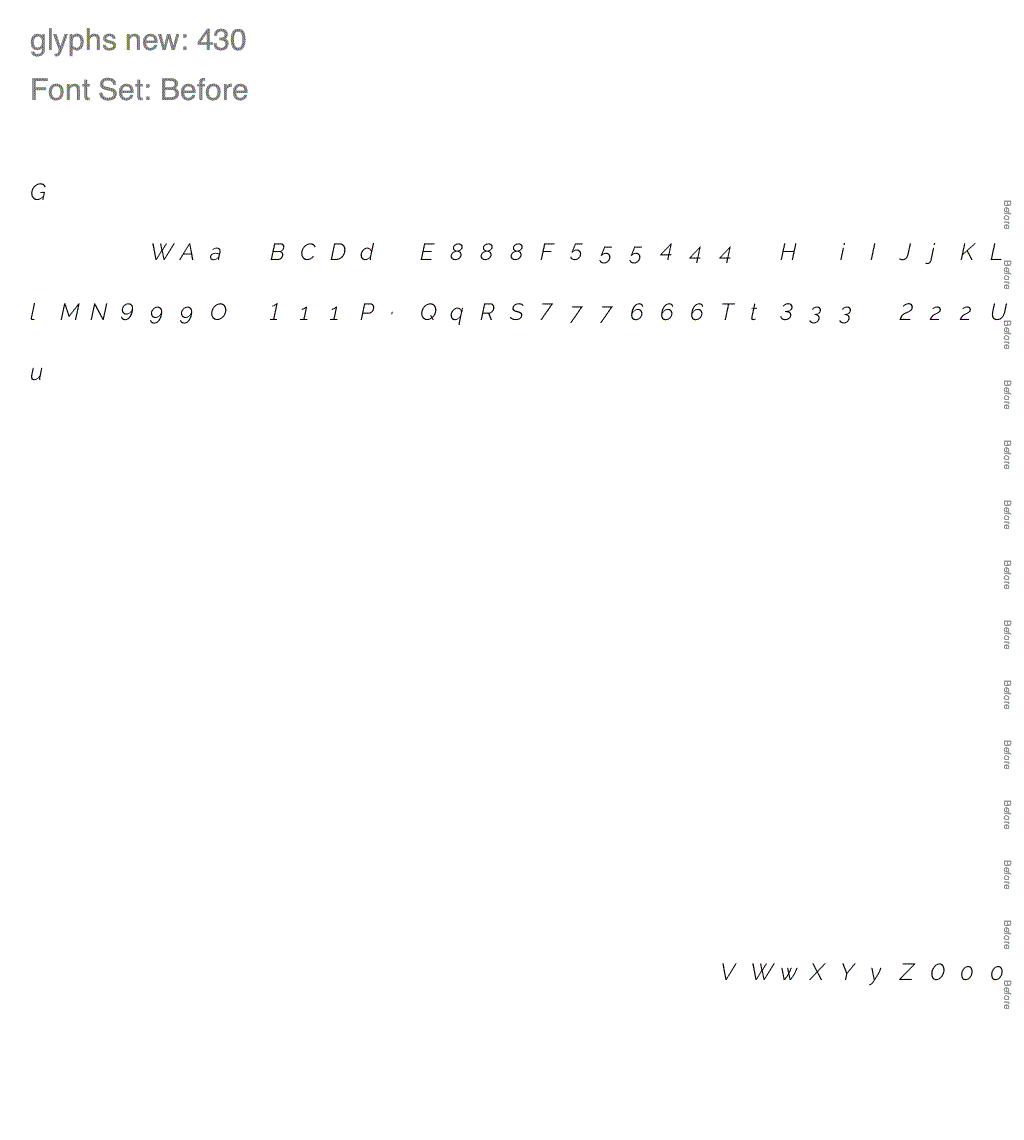 glyphs new: 430
Font Set: Before
G
Before
W A a B C D d E 8 8 8 F 5 5 5 4 4 4 H i I J j K L
Before
l M N 9 9 9 O 1 1 1 P · Q q R S 7 7 7 6 6 6 T t 3 3 3 2 2 2 U
Before
u
Before
Before
Before
Before
Before
Before
Before
Before
Before
Before
V W w X Y y Z 0 0 0
Before